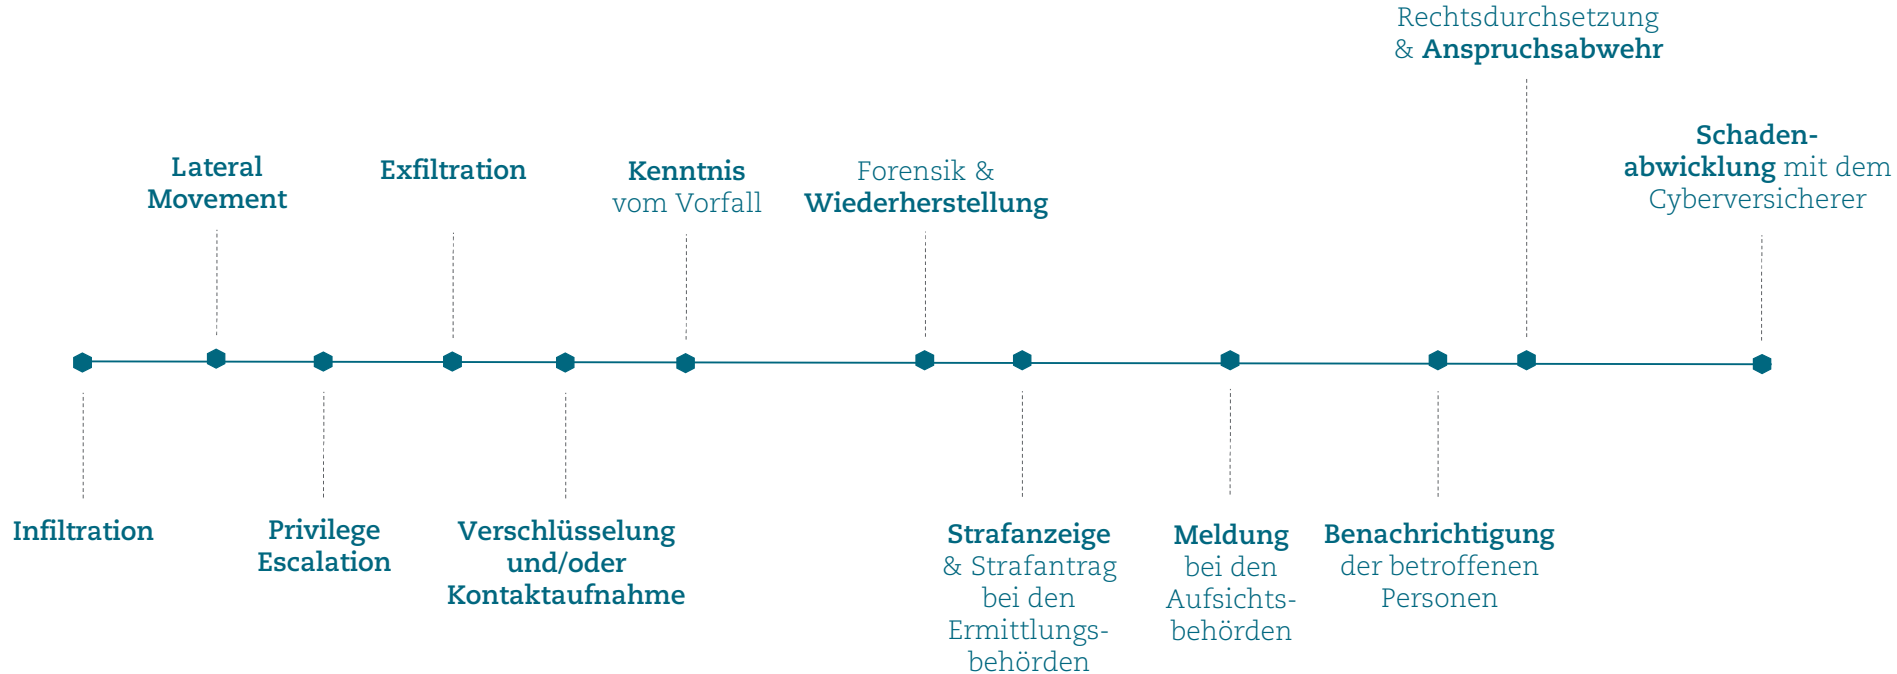 Infiltration
Lateral
Movement
Privilege
Escalation
Exfiltration
Verschlüsselung
und/oder
Kontaktaufnahme
Kenntnis
vom Vorfall
Forensik &
Wiederherstellung
Strafanzeige
& Strafantrag
bei den
Ermittlungs-
behörden
Meldung
bei den
Aufsichts-
behörden
Benachrichtigung
der betroffenen
Personen
Rechtsdurchsetzung
& Anspruchsabwehr
Schaden-
abwicklung mit dem
Cyberversicherer